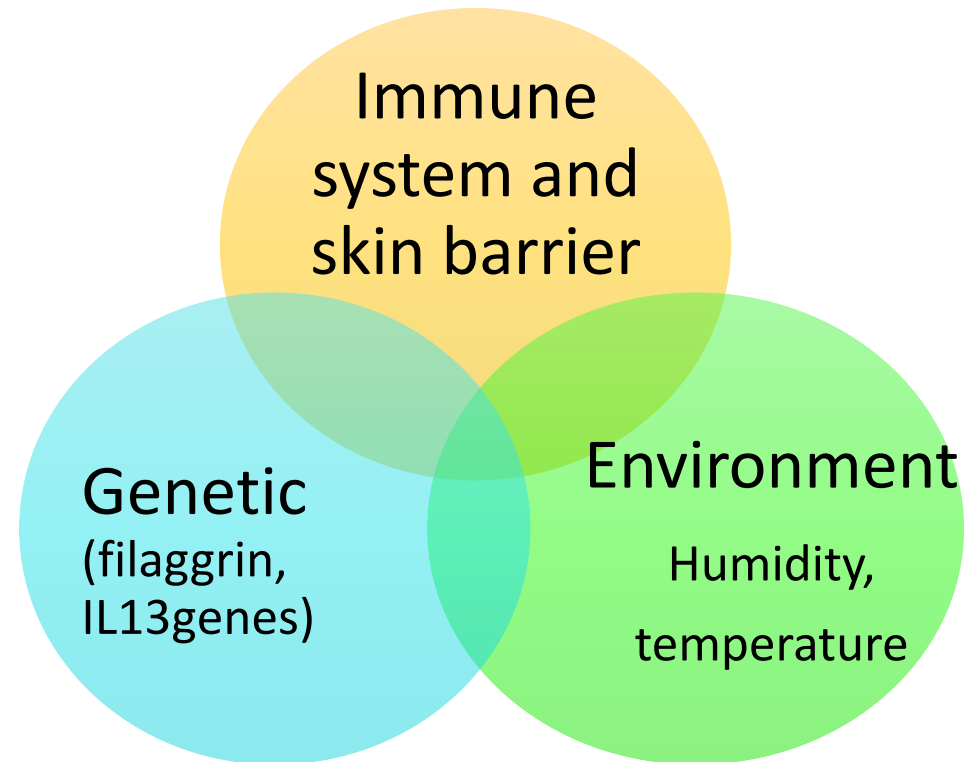 Immune
system and
skin barrier
Genetic
(filaggrin,
IL13genes)
Environment
Humidity,
temperature